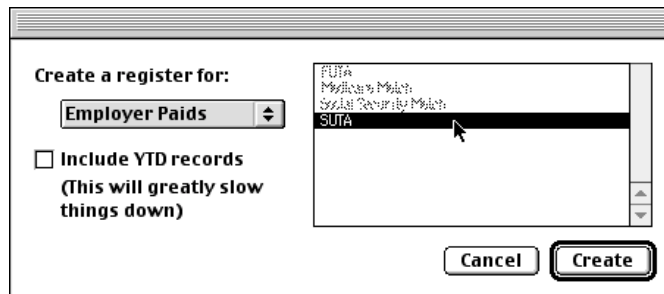 Create a register for:
Employer Paids
Include YTD records
(This will greatly slow
things down)
FUTA
Medicare Match
Social Security Match
SUTA
Cancel
Create